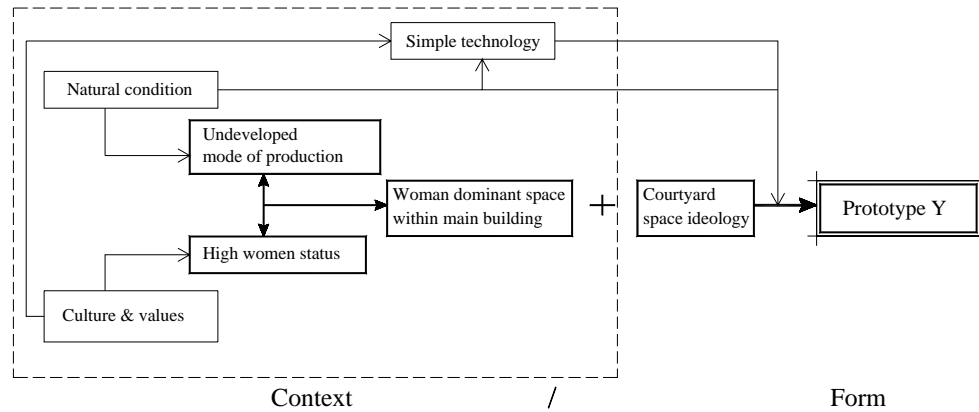 Simple technology
Natural condition
Undeveloped
mode of production
Woman dominant space
within main building
+
Courtyard
space ideology
Prototype Y
High women status
Culture & values
Context / Form